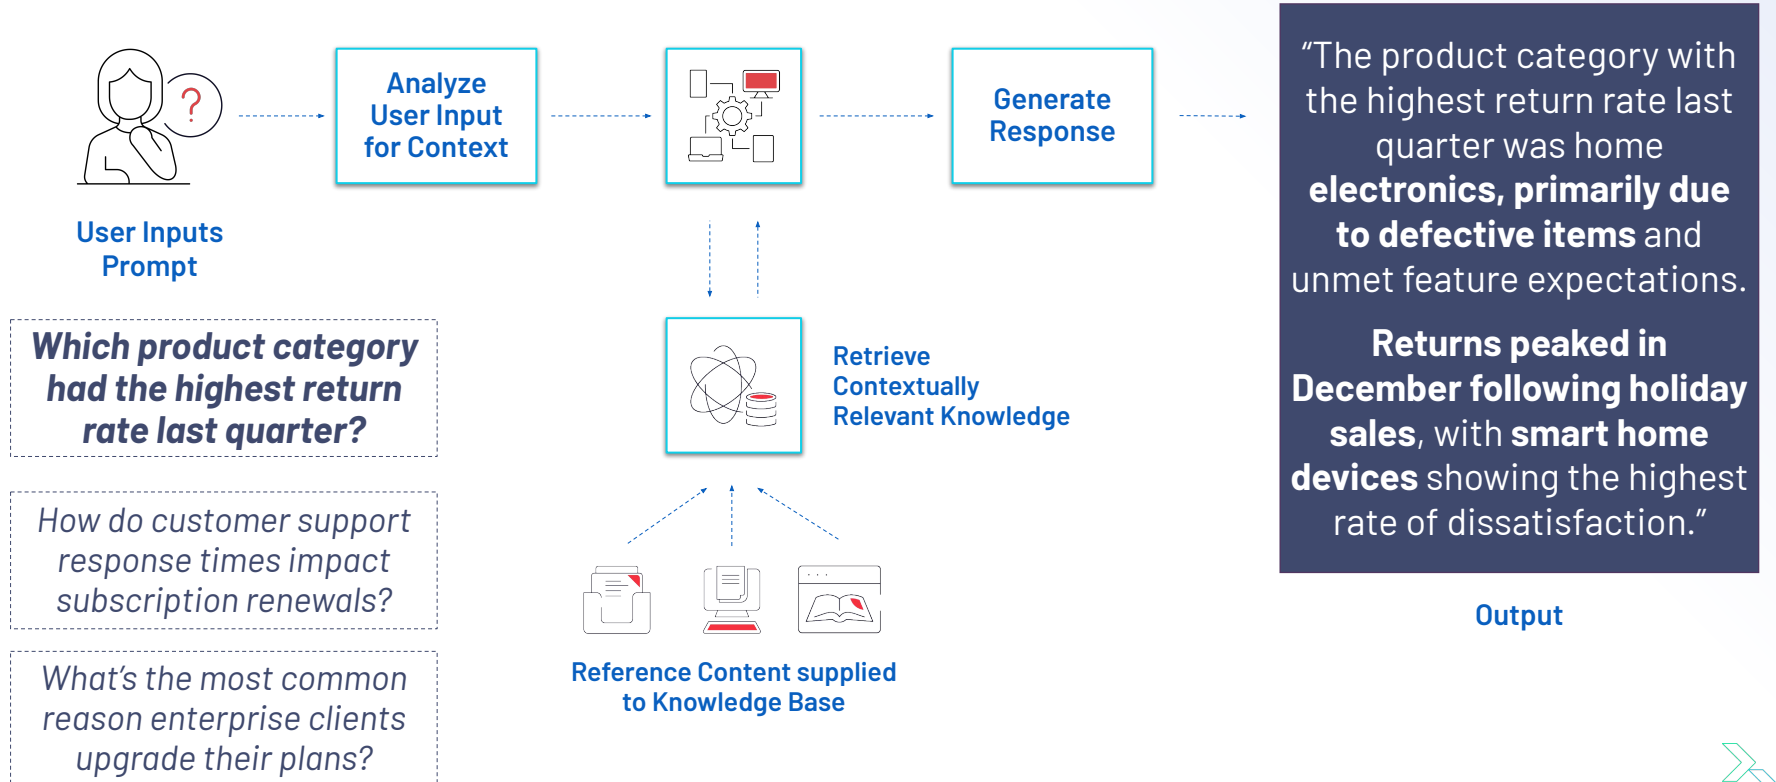 ?
Analyze
User Input
for Context
Generate
Response
User Inputs
Prompt
Which product category
had the highest return
rate last quarter?
How do customer support
response times impact
subscription renewals?
What's the most common
reason enterprise clients
upgrade their plans?
Retrieve
Contextually
Relevant Knowledge
Reference Content supplied
to Knowledge Base
“The product category with
the highest return rate last
quarter was home
electronics, primarily due
to defective items and
unmet feature expectations.
Returns peaked in
December following holiday
sales, with smart home
devices showing the highest
rate of dissatisfaction.”
Output